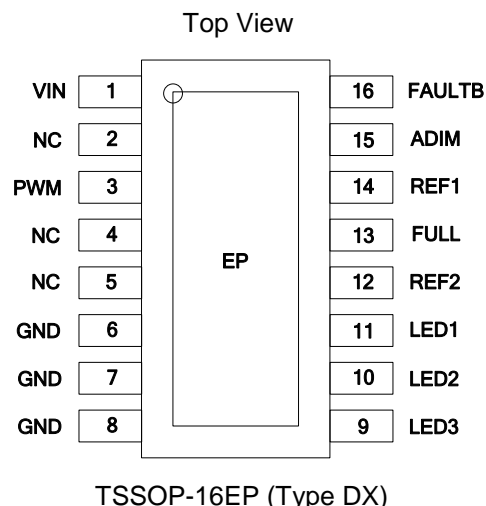 Top View
VIN 1 16 FAULTB
NC 2 15 ADIM
PWM 3 14 REF1
NC 4 13 FULL
NC 5 12 REF2
EP
GND 6 11 LED1
GND 7 10 LED2
GND 8 9 LED3
TSSOP-16EP (Type DX)